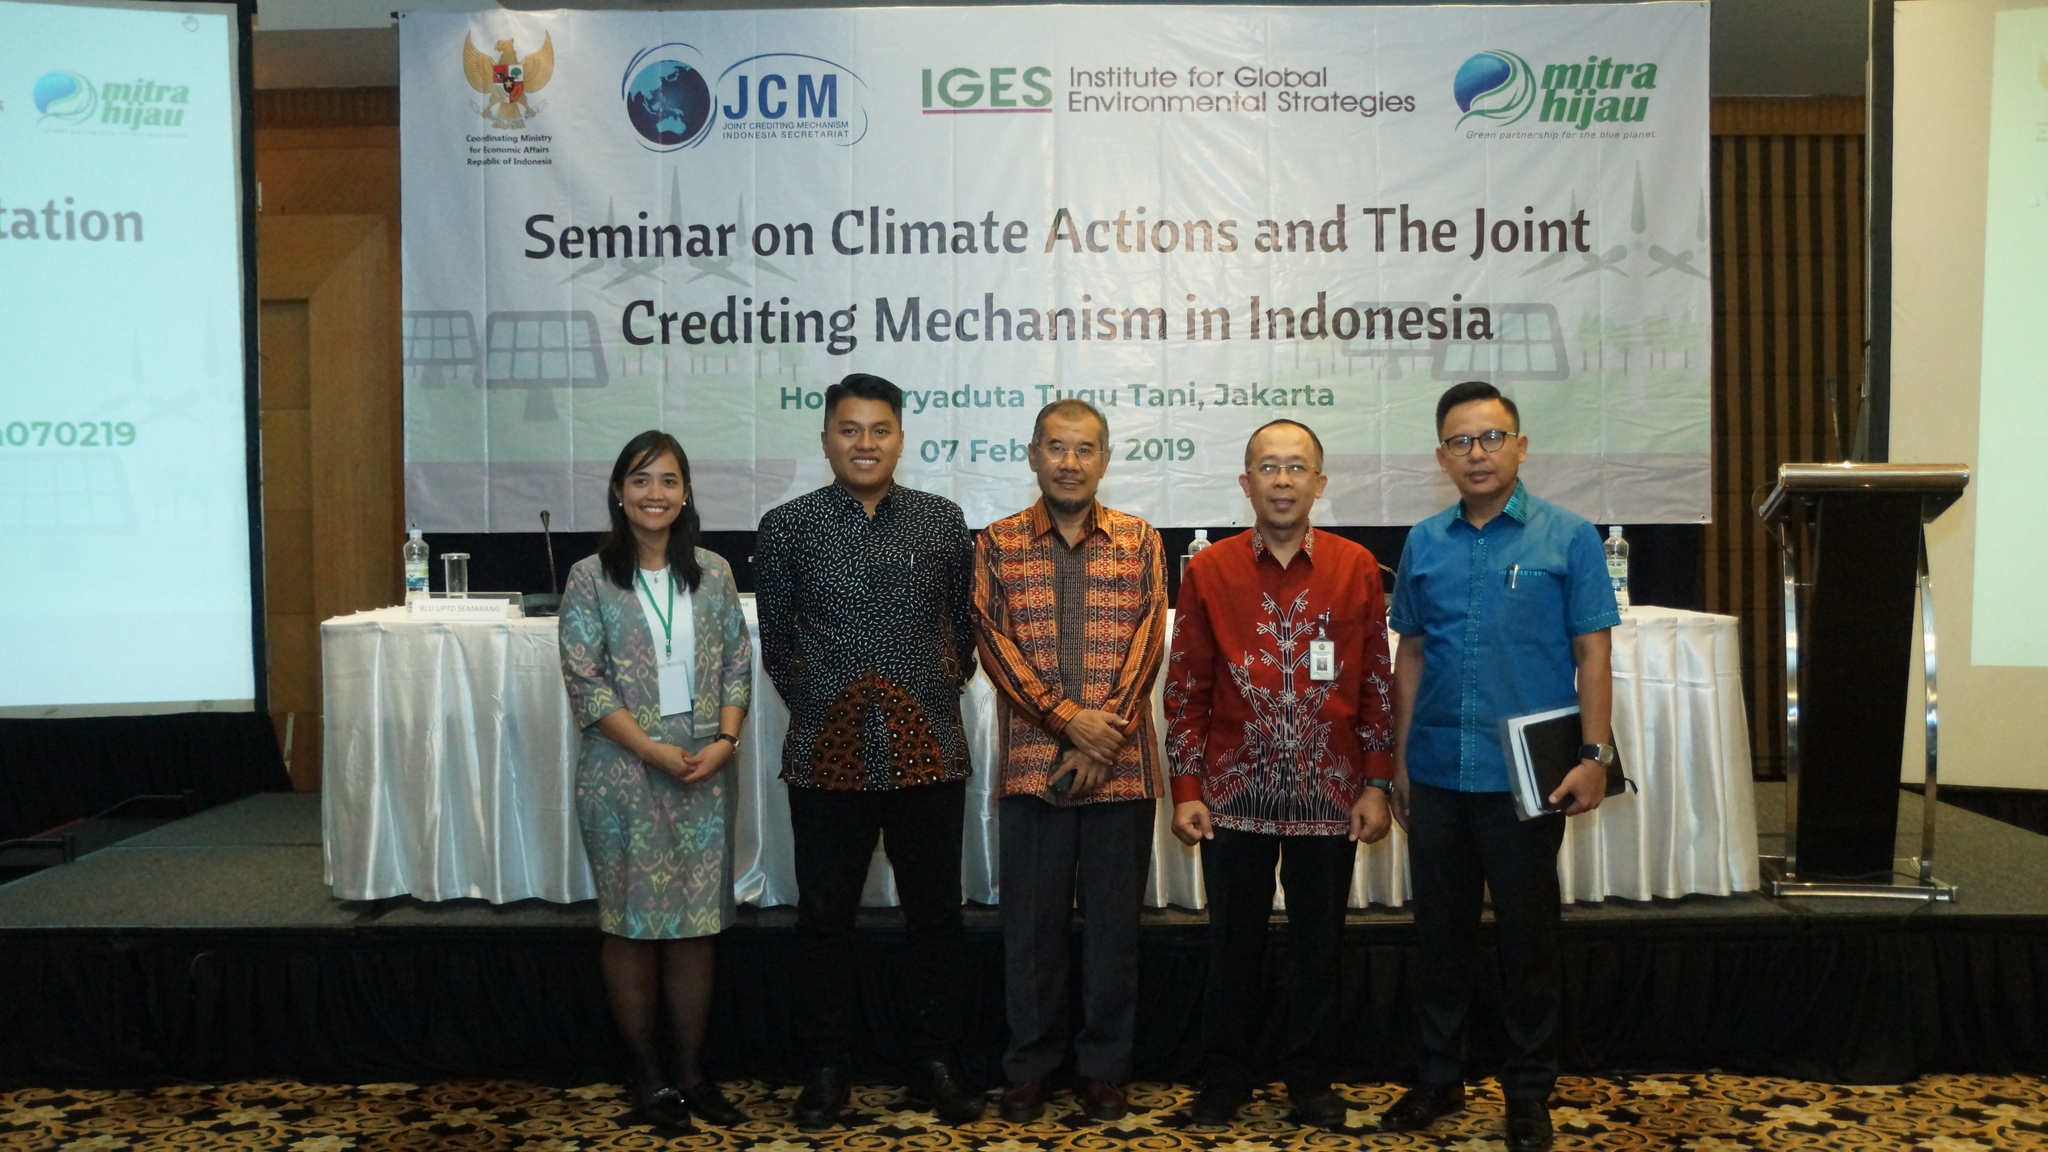 Coordinating Ministry
for Economic Affairs
Republic of Indonesia
JCM
JOINT CREDITING MECHANISM
INDONESIA SECRETARIAT
IGES Institute for Global
Environmental Strategies
mitra
hijau
Green partnership for the blue planet
Seminar on Climate Actions and The Joint
Crediting Mechanism in Indonesia
Tugu Tani, Jakarta
07 2019
mitra
hijau
tation
070219
BLU UPTD SEMARANG